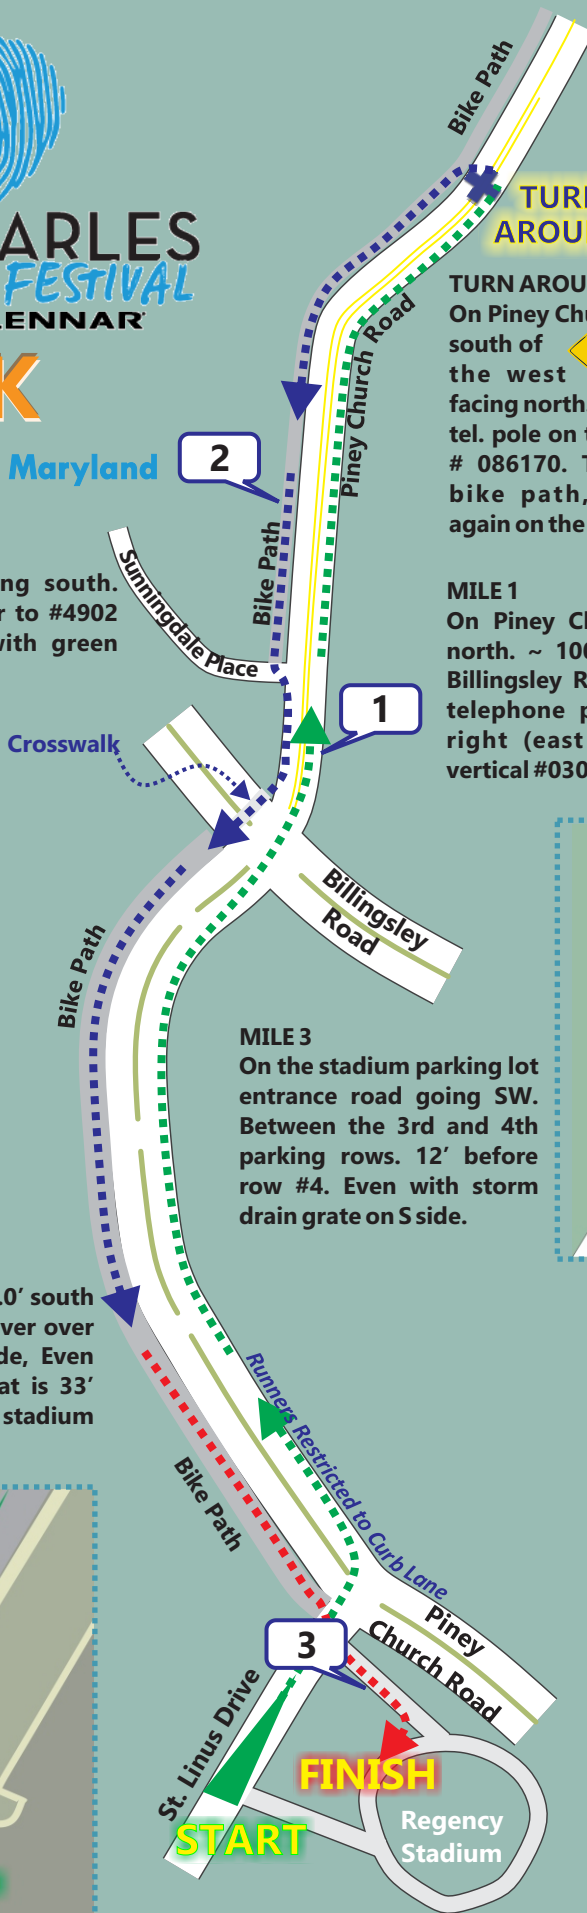 ARLES
FESTIVAL
LENNAR
K
Maryland
Bike Path
TURN
AROU
TURN AROU
On Piney Chu
south of
the west
facing north
tel. pole on t
# 086170. T
bike path,
again on the
Piney Church Road
2
Bike Path
Sunningdale Place
ng south.
r to #4902
with green
MILE 1
On Piney Ch
north. ~ 100
Billingsley R
telephone p
right (east
vertical #030
1
Crosswalk
Billingsley
Road
Bike Path
MILE 3
On the stadium parking lot
entrance road going SW.
Between the 3rd and 4th
parking rows. 12’ before
row #4. Even with storm
drain grate on S side.
.0’ south
ver over
de, Even
at is 33’
stadium
Runners Restricted to Curb Lane
Bike Path
Piney
Church Road
3
St. Linus Drive
FINISH
START
Regency
Stadium